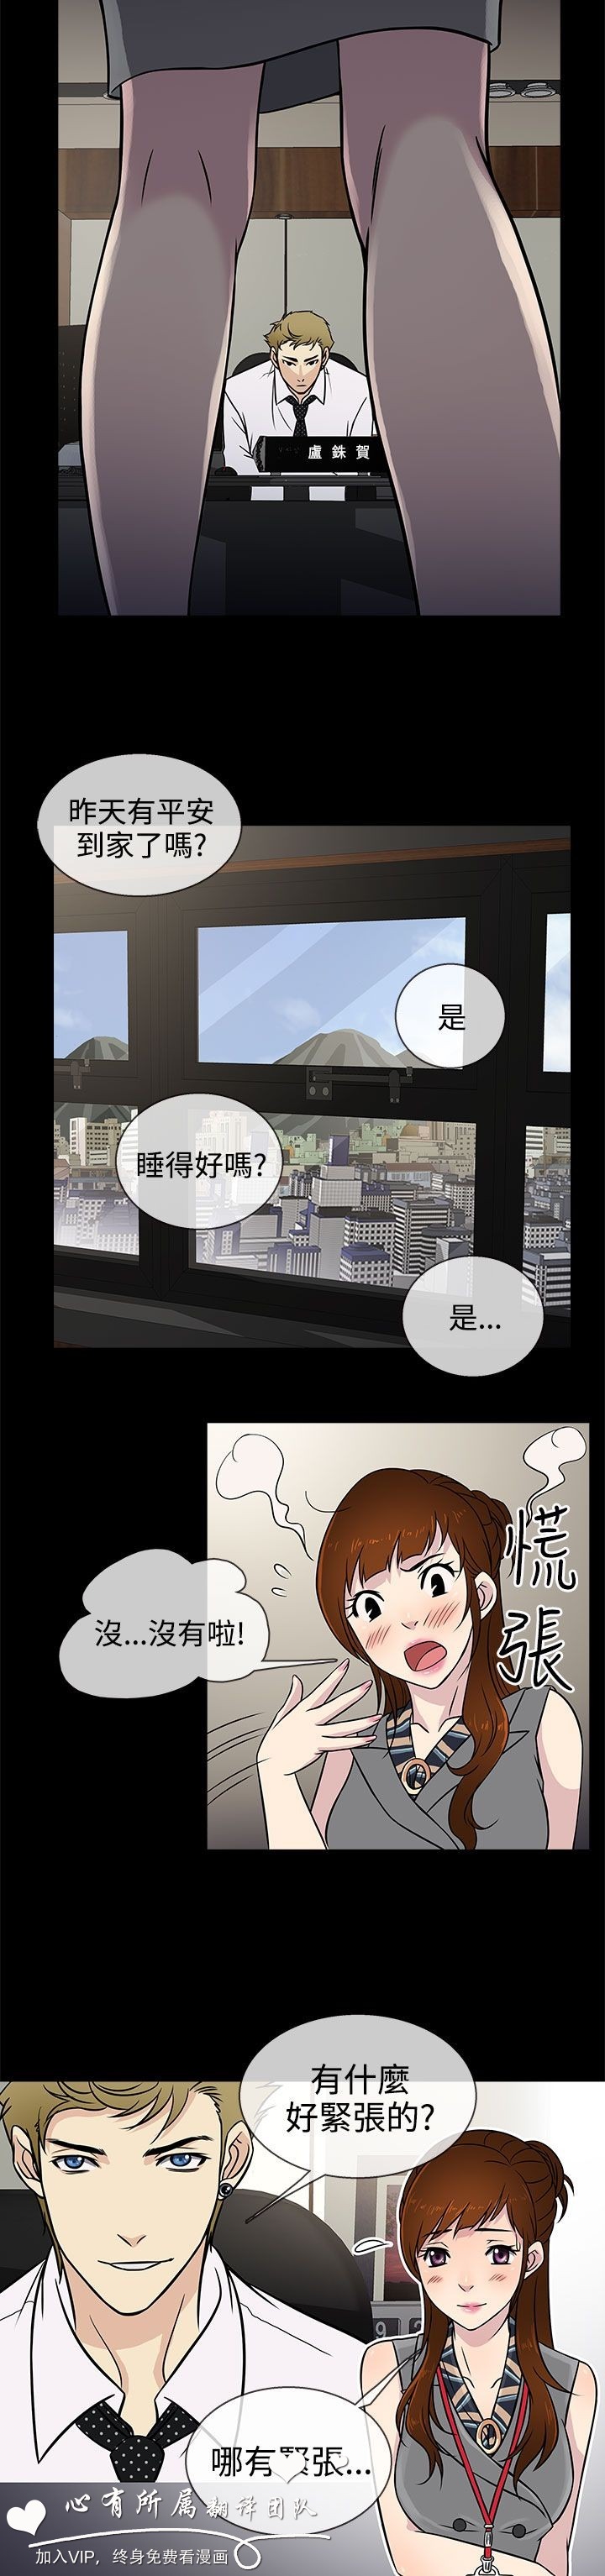 盧銖賀
昨天有平安
到家了嗎?
是
睡得好嗎?
是...
慌
張
沒...沒有啦!
有什麼
好緊張的?
哪有緊張...
心有所属翻译团队
加入VIP，终身免费看漫画